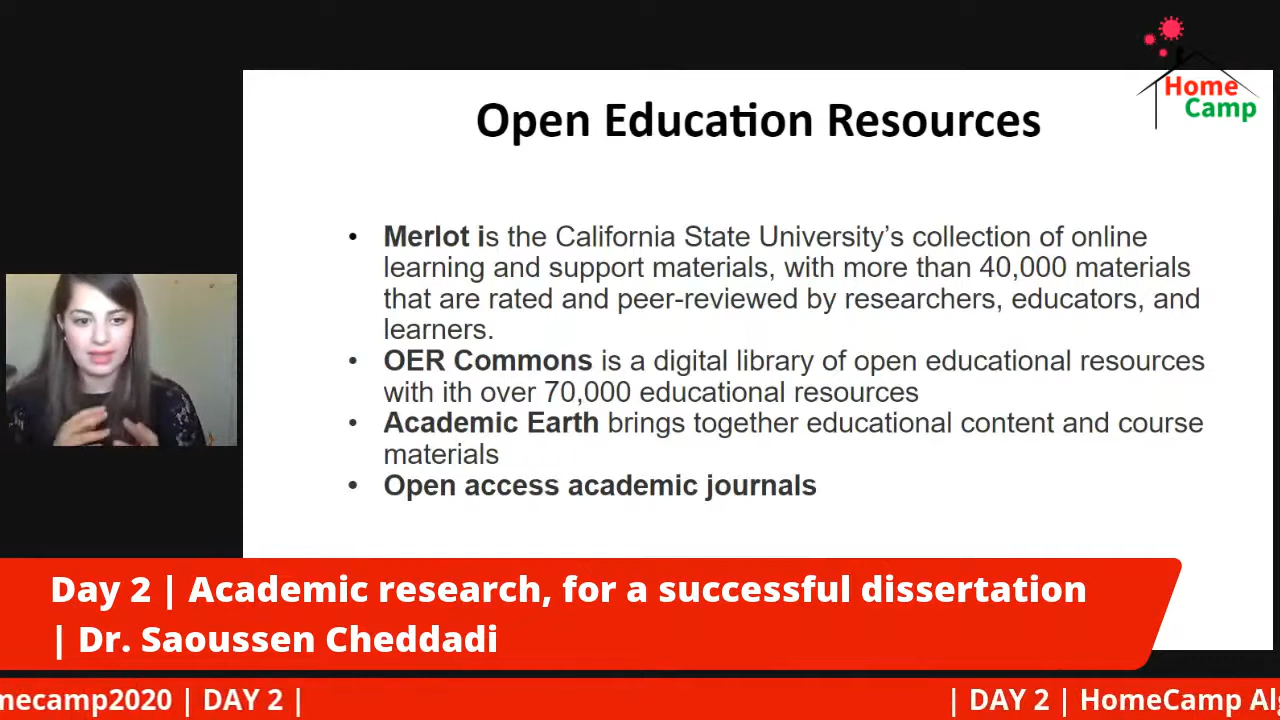 Home
Camp
Open Education Resources
• Merlot is the California State University’s collection of online
learning and support materials, with more than 40,000 materials
that are rated and peer-reviewed by researchers, educators, and
learners.
• OER Commons is a digital library of open educational resources
with ith over 70,000 educational resources
• Academic Earth brings together educational content and course
materials
• Open access academic journals
Day 2 | Academic research, for a successful dissertation
| Dr. Saoussen Cheddadi
mecamp2020 | DAY 2 | | DAY 2 | HomeCamp Alg